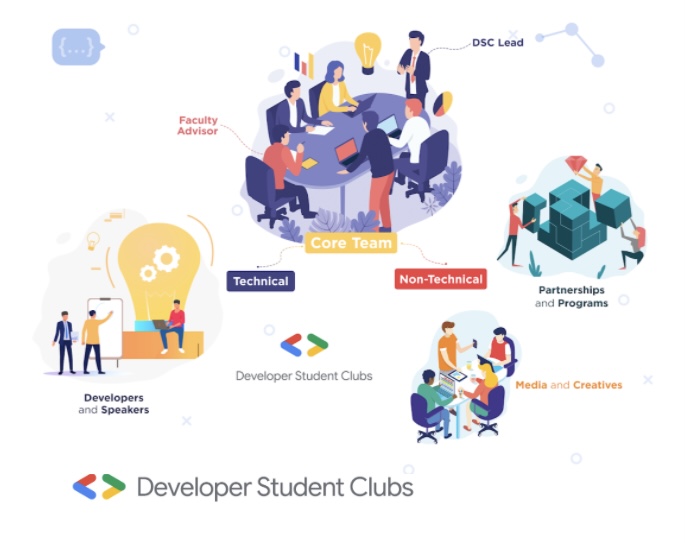 {...}
DSC Lead
Faculty
Advisor
Core Team
Technical
Non-Technical
Partnerships
and Programs
Developer Student Clubs
Media and Creatives
Developers
and Speakers
Developer Student Clubs